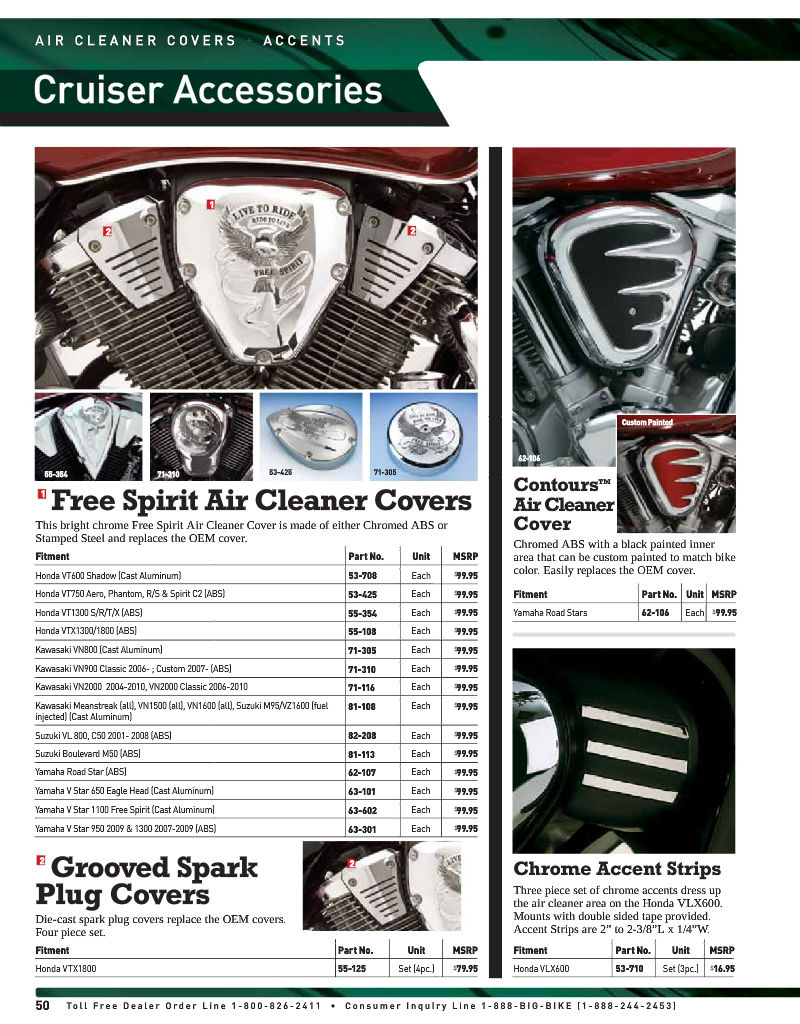 AIR CLEANER COVERS - ACCENTS
Cruiser Accessories
1
2
2
LIVE TO RIDE
RIDE TO LIVE
FREE SPIRIT
55-354
71-310
53-425
71-305
1 Free Spirit Air Cleaner Covers
This bright chrome Free Spirit Air Cleaner Cover is made of either Chromed ABS or
Stamped Steel and replaces the OEM cover.
Fitment Part No. Unit MSRP
Honda VT600 Shadow (Cast Aluminum) 53-708 Each $99.95
Honda VT750 Aero, Phantom, R/S & Spirit C2 (ABS) 53-425 Each $99.95
Honda VT1300 S/R/T/X (ABS) 55-354 Each $99.95
Honda VTX1300/1800 (ABS) 55-108 Each $99.95
Kawasaki VN800 (Cast Aluminum) 71-305 Each $99.95
Kawasaki VN900 Classic 2006- ; Custom 2007- (ABS) 71-310 Each $99.95
Kawasaki VN2000 2004-2010, VN2000 Classic 2006-2010 71-116 Each $99.95
Kawasaki Meanstreak (all), VN1500 (all), VN1600 (all), Suzuki M95/VZ1600 (fuel 81-108 Each $99.95
injected) (Cast Aluminum)
Suzuki VL 800, C50 2001- 2008 (ABS) 82-208 Each $99.95
Suzuki Boulevard M50 (ABS) 81-113 Each $99.95
Yamaha Road Star (ABS) 62-107 Each $99.95
Yamaha V Star 650 Eagle Head (Cast Aluminum) 63-101 Each $99.95
Yamaha V Star 1100 Free Spirit (Cast Aluminum) 63-602 Each $99.95
Yamaha V Star 950 2009 & 1300 2007-2009 (ABS) 63-301 Each $99.95
2 Grooved Spark
Plug Covers
2
Die-cast spark plug covers replace the OEM covers.
Four piece set.
Fitment Part No. Unit MSRP
Honda VTX1800 55-125 Set (4pc.) $79.95
62-106
Custom Painted
Contours™
Air Cleaner
Cover
Chromed ABS with a black painted inner
area that can be custom painted to match bike
color. Easily replaces the OEM cover.
Fitment Part No. Unit MSRP
Yamaha Road Stars 62-106 Each $99.95
Chrome Accent Strips
Three piece set of chrome accents dress up
the air cleaner area on the Honda VLX600.
Mounts with double sided tape provided.
Accent Strips are 2” to 2-3/8”L x 1/4”W.
Fitment Part No. Unit MSRP
Honda VLX600 53-710 Set (3pc.) $16.95
50 Toll Free Dealer Order Line 1-800-826-2411 • Consumer Inquiry Line 1-888-BIG-BIKE (1-888-244-2453)